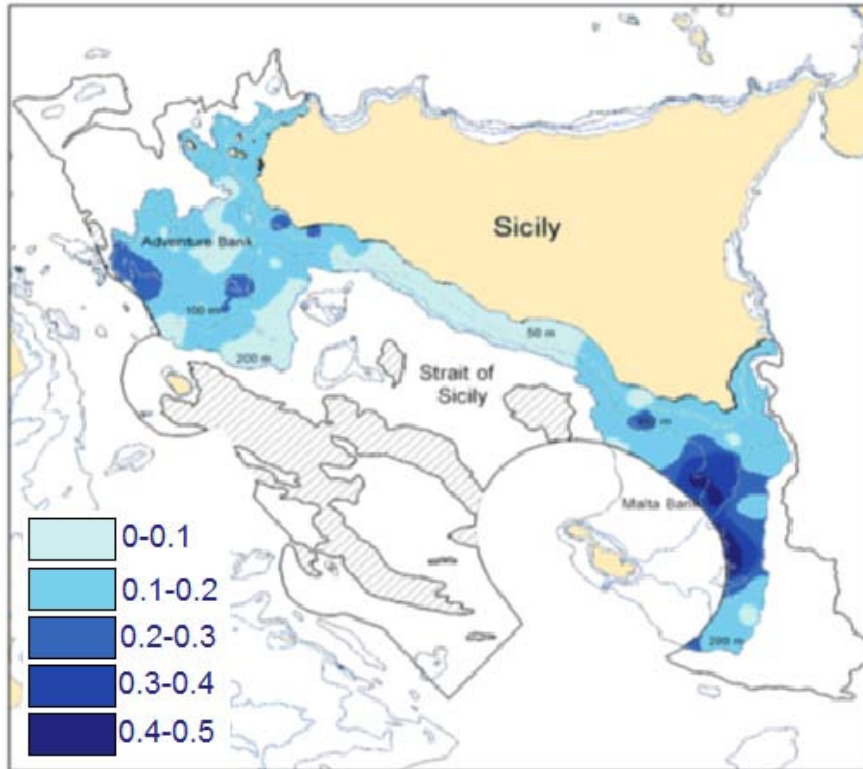 Sicily
Adventure Bank
100 m
200 m
50 m
Strait of
Sicily
Malta Bank
200 m
0-0.1
0.1-0.2
0.2-0.3
0.3-0.4
0.4-0.5